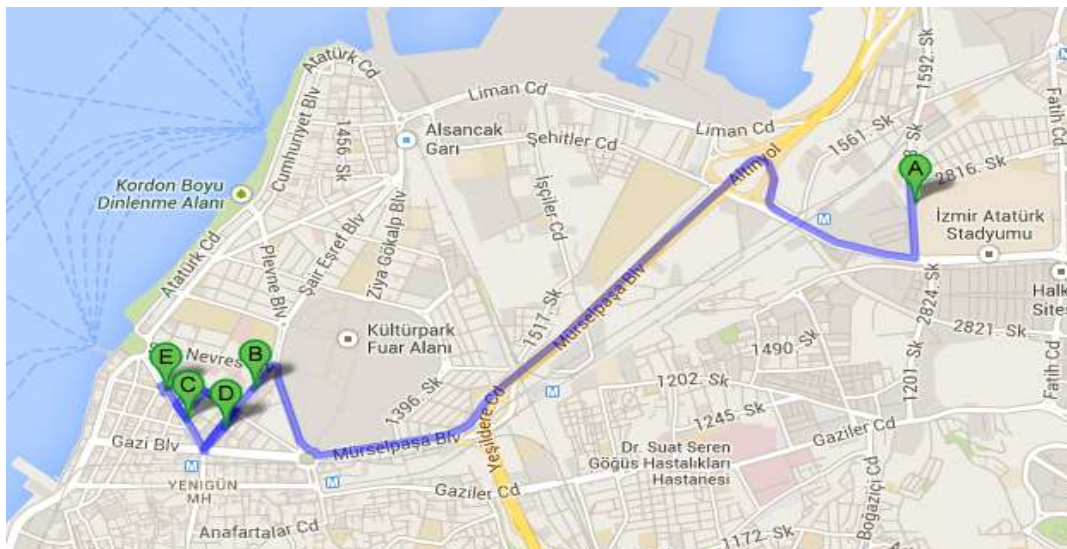 Atatürk Cd
Liman Cd
1592. Sk
Fatih Cd
Cumhuriyet Blv
1456. Sk
Alsancak
Garı
Şehitler Cd
Liman Cd
1561. Sk
Altınyol
A
2816. Sk
Kordon Boyu
Dinlenme Alanı
İşçiler Cd
İzmir Atatürk
Stadyumu
Atatürk Cd
Plevne Blv
Şair Eşref Blv
Ziya Gökalp Blv
1517. Sk
Mürselpaşa Blv
2824. Sk
Halk
Sites
Kültürpark
Fuar Alanı
2821. Sk
1490. Sk
Nevres
E
B
C
D
1396. Sk
1202. Sk
1201. Sk
Fatih Cd
1245. Sk
Gaziler Cd
Gazi Blv
Mürselpaşa Blv
Yeşildere Cd
Dr. Suat Seren
Göğüs Hastalıkları
Hastanesi
YENİGÜN
MH
Gaziler Cd
Boğaziçi Cd
Anafartalar Cd
1172. Sk